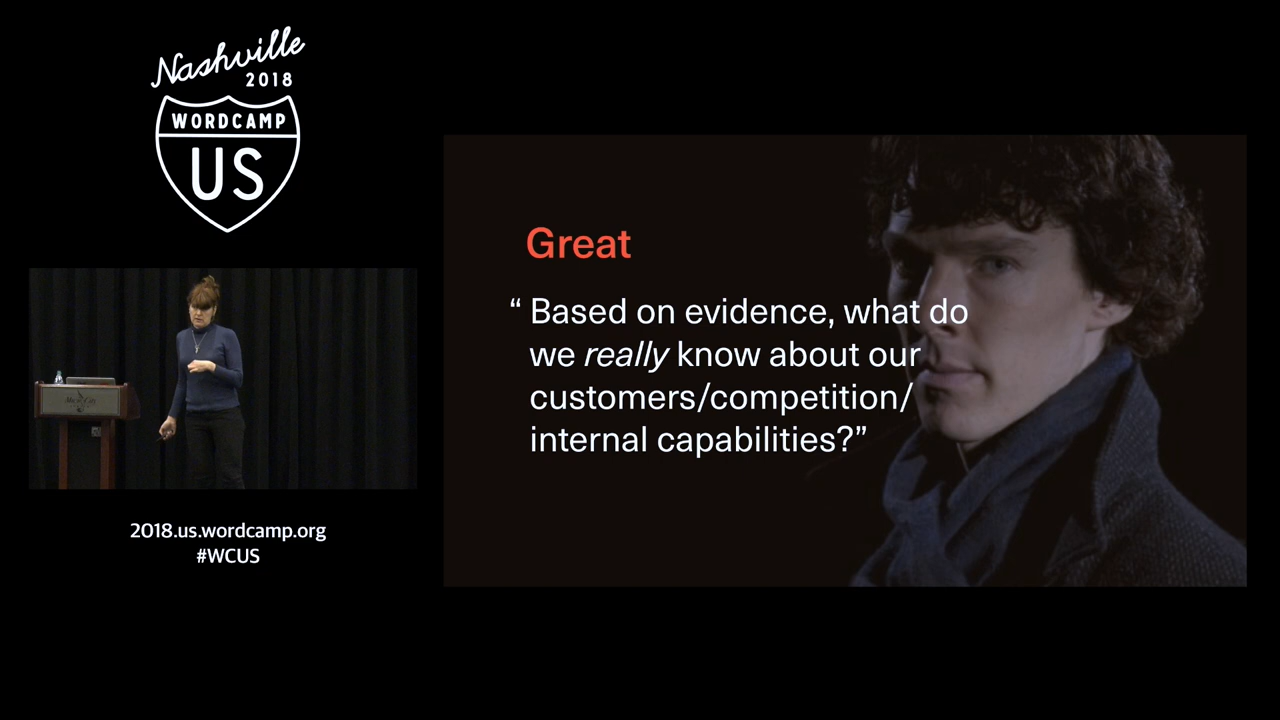 Nashville
2018
WORDCAMP
US
2018.us.wordcamp.org
#WCUS
Great
“ Based on evidence, what do
we really know about our
customers/competition/
internal capabilities?”